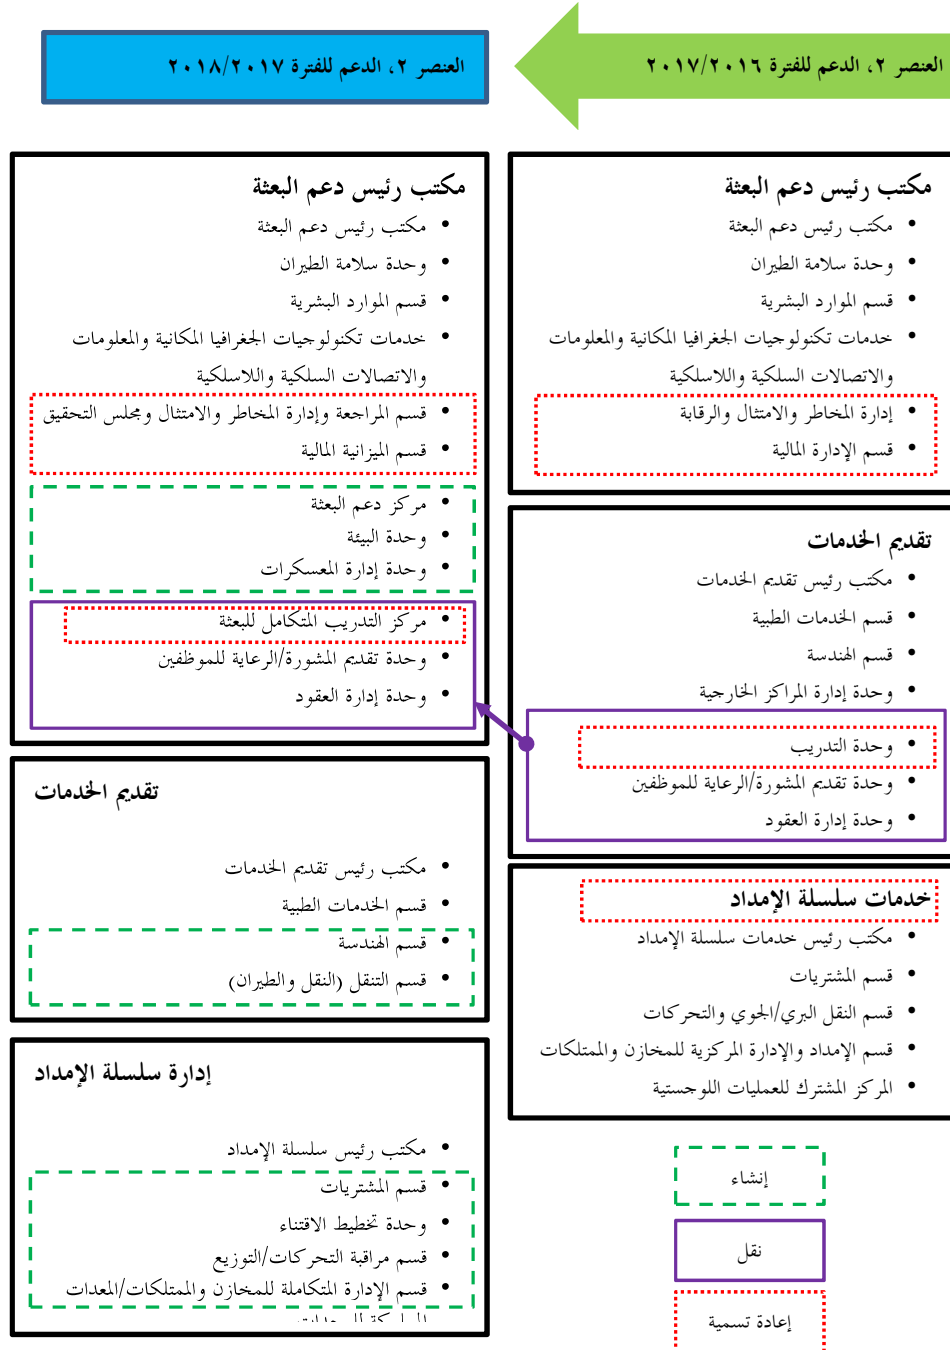 العنصر ٢، الدعم للفترة ٢٠١٧/٢٠١٦
العنصر ٢، الدعم للفترة ٢٠١٨/٢٠١٧
مكتب رئيس دعم البعثة
• مكتب رئيس دعم البعثة
• وحدة سلامة الطيران
• قسم الموارد البشرية
• خدمات تكنولوجيات الجغرافيا المكانية والمعلومات
والاتصالات السلكية واللاسلكية
• إدارة المخاطر والامتثال والرقابة
• قسم الإدارة المالية
تقديم الخدمات
• مكتب رئيس تقديم الخدمات
• قسم الخدمات الطبية
• قسم الهندسة
• وحدة إدارة المراكز الخارجية
• وحدة التدريب
• وحدة تقديم المشورة/الرعاية للموظفين
• وحدة إدارة العقود
خدمات سلسلة الإمداد
• مكتب رئيس خدمات سلسلة الإمداد
• قسم المشتريات
• قسم النقل البري/الجوي والتحركات
• قسم الإمداد والإدارة المركزية للمخازن والممتلكات
• المركز المشترك للعمليات اللوجستية
إنشاء
نقل
إعادة تسمية
مكتب رئيس دعم البعثة
• مكتب رئيس دعم البعثة
• وحدة سلامة الطيران
• قسم الموارد البشرية
• خدمات تكنولوجيات الجغرافيا المكانية والمعلومات
والاتصالات السلكية واللاسلكية
• قسم المراجعة وإدارة المخاطر والامتثال ومجلس التحقيق
• قسم الميزانية المالية
• مركز دعم البعثة
• وحدة البيئة
• وحدة إدارة المعسكرات
• مركز التدريب المتكامل للبعثة
• وحدة تقديم المشورة/الرعاية للموظفين
• وحدة إدارة العقود
تقديم الخدمات
• مكتب رئيس تقديم الخدمات
• قسم الخدمات الطبية
• قسم الهندسة
• قسم التنقل (النقل والطيران)
إدارة سلسلة الإمداد
• مكتب رئيس سلسلة الإمداد
• قسم المشتريات
• وحدة تخطيط الاقتناء
• قسم مراقبة التحركات/التوزيع
• قسم الإدارة المتكاملة للمخازن والممتلكات/المعدات